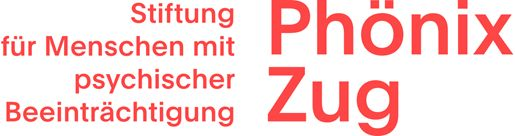 Stiftung
für Menschen mit
psychischer
Beeinträchtigung
Phönix
Zug